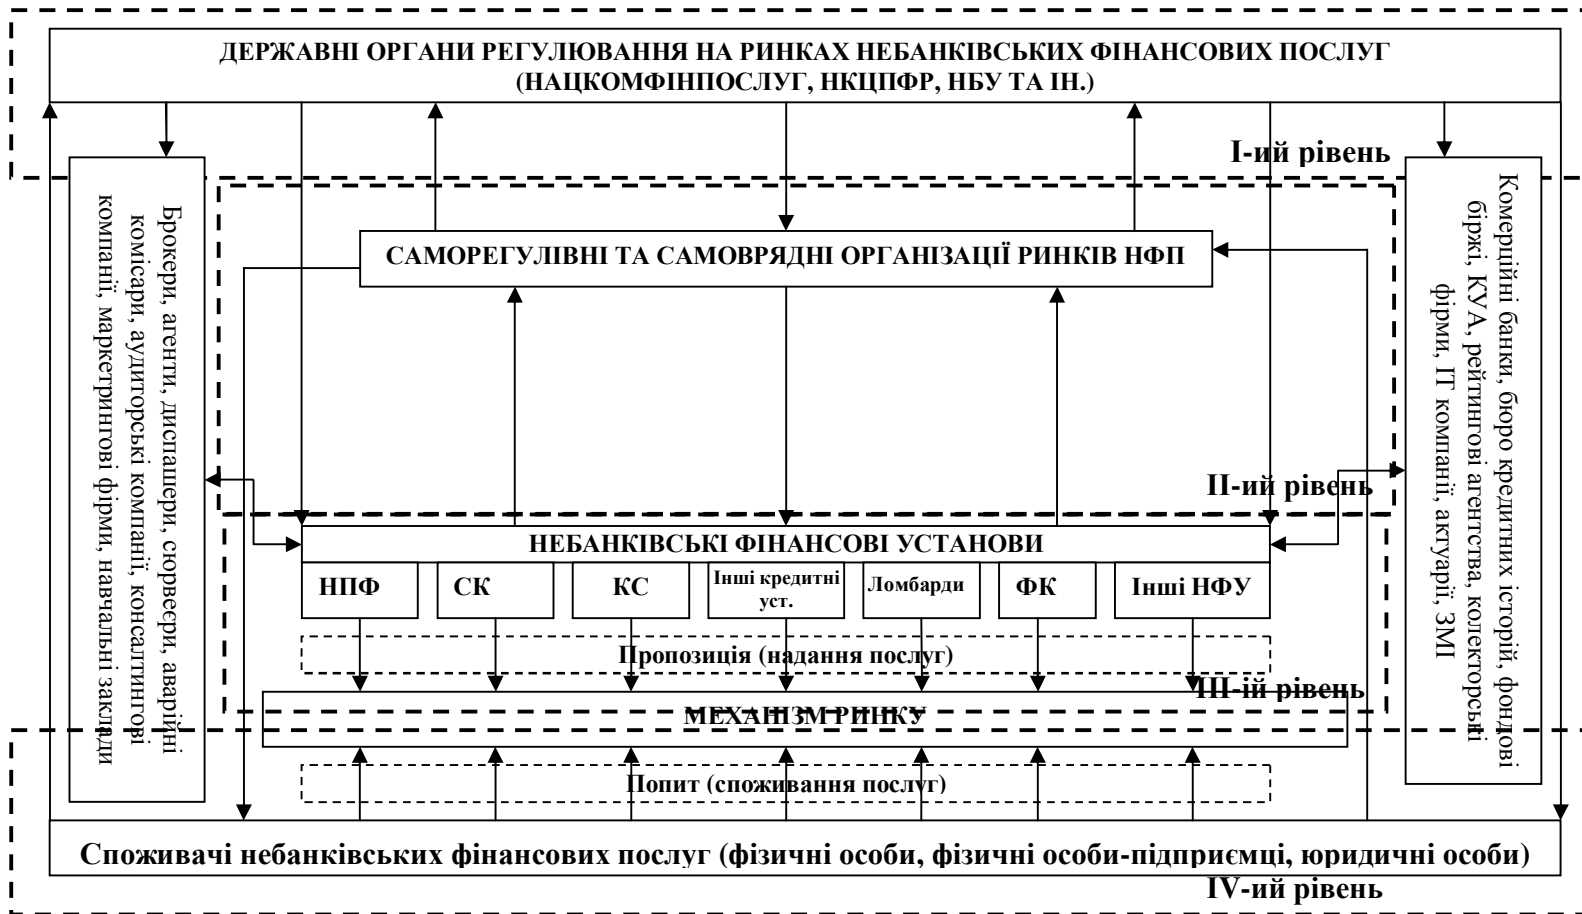 ДЕРЖАВНІ ОРГАНИ РЕГУЛЮВАННЯ НА РИНКАХ НЕБАНКІВСЬКИХ ФІНАНСОВИХ ПОСЛУГ
(НАЦКОМФІНПОСЛУГ, НКЦПФР, НБУ ТА ІН.)
І-ий рівень
Брокери, агенти, диспашери, сюрвеєри, аварійні
комісари, аудиторські компанії, консалтингові
компанії, маркетрингові фірми, навчальні заклади
САМОРЕГУЛІВНІ ТА САМОВРЯДНІ ОРГАНІЗАЦІЇ РИНКІВ НФП
Комерційні банки, бюро кредитних історій, фондові
біржі, КУА, рейтингові агентства, колекторські
фірми, ІТ компанії, актуарії, ЗМІ
ІІ-ий рівень
НЕБАНКІВСЬКІ ФІНАНСОВІ УСТАНОВИ
НПФ
СК
КС
Інші кредитні
уст.
Ломбарди
ФК
Інші НФУ
Пропозиція (надання послуг)
ІІІ-ій рівень
МЕХАНІЗМ РИНКУ
Попит (споживання послуг)
Споживачі небанківських фінансових послуг (фізичні особи, фізичні особи-підприємці, юридичні особи)
IV-ий рівень